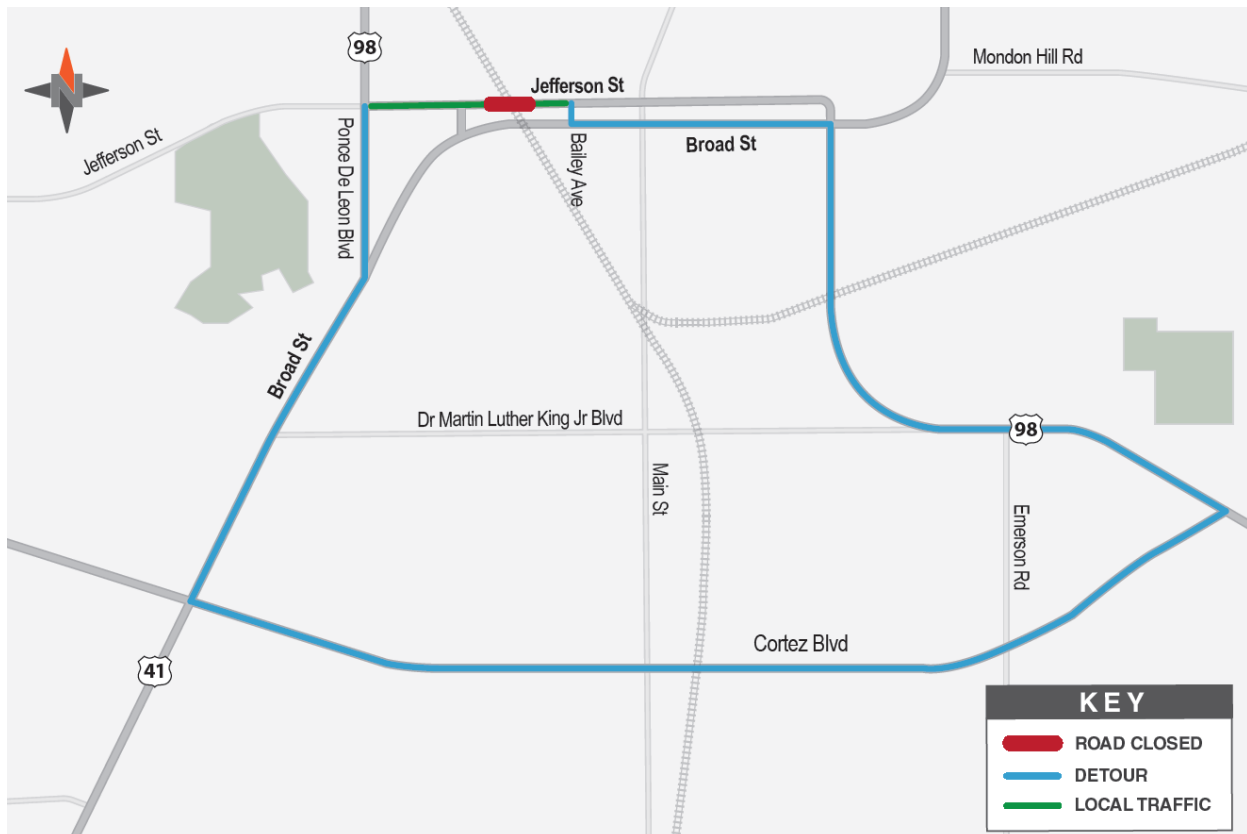 98
Mondon Hill Rd
Jefferson St
Jefferson St
Ponce De Leon Blvd
Bailey Ave
Broad St
Broad St
Dr Martin Luther King Jr Blvd
98
Main St
Emerson Rd
Cortez Blvd
41
KEY
ROAD CLOSED
DETOUR
LOCAL TRAFFIC